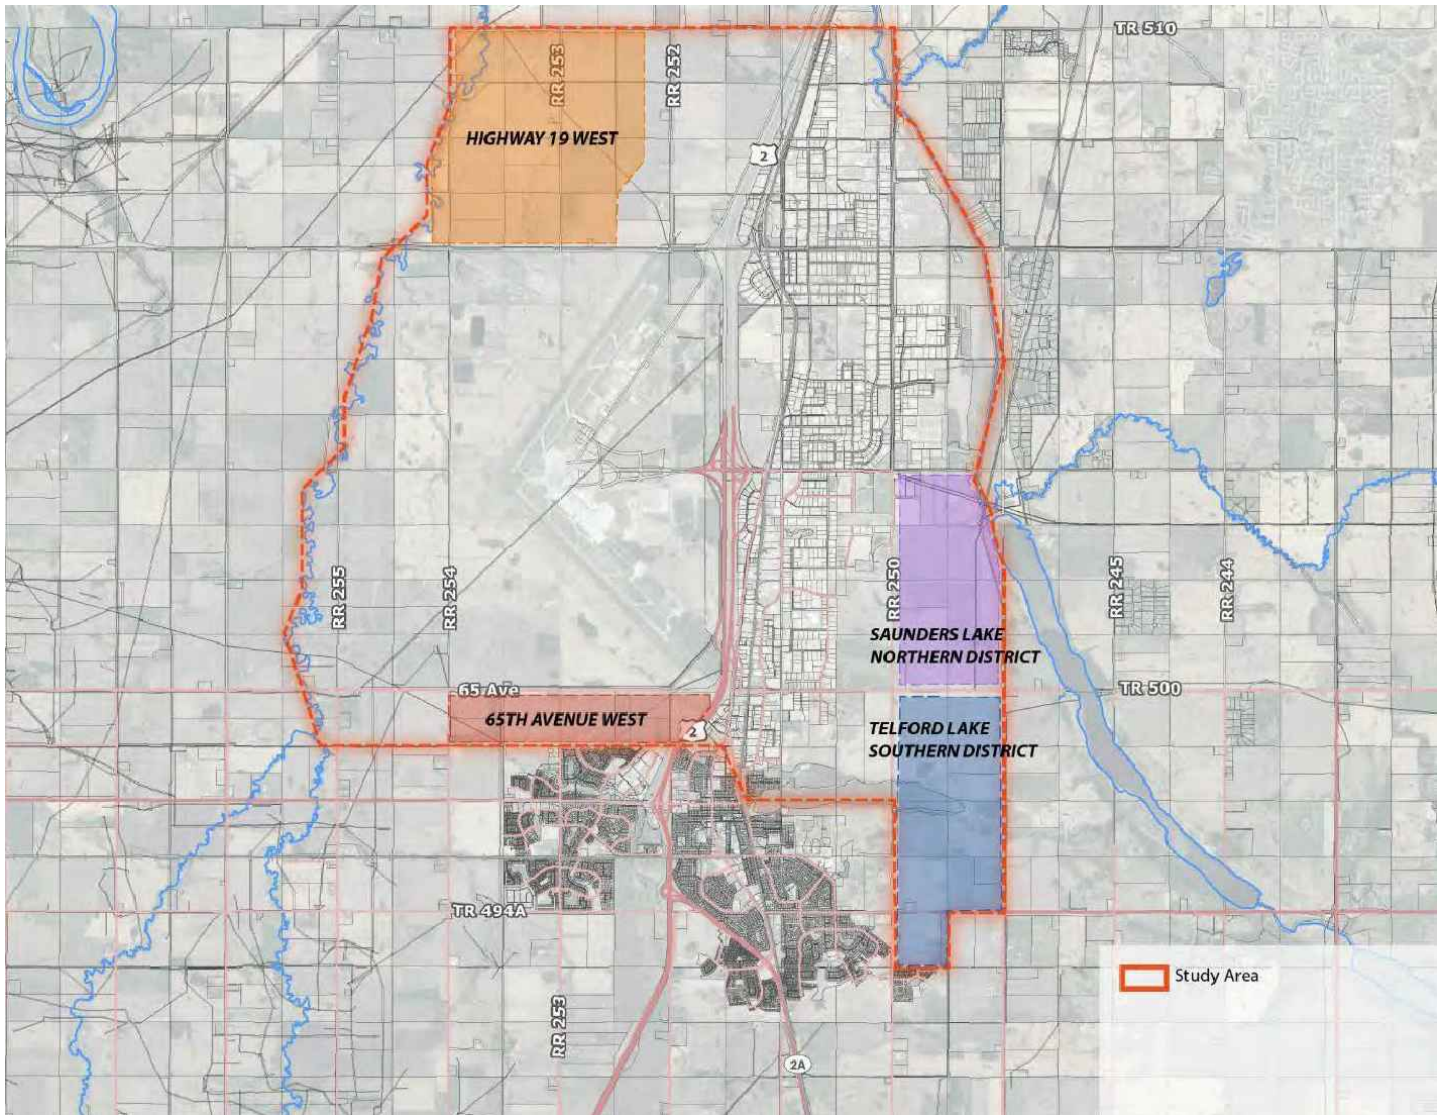 TR 510
RR 253
RR 252
HIGHWAY 19 WEST
2
RR 255
RR 254
RR 250
RR 245
RR 244
SAUNDERS LAKE
NORTHERN DISTRICT
65 Ave
TR 500
65TH AVENUE WEST
2
TELFORD LAKE
SOUTHERN DISTRICT
TR 494A
Study Area
RR 253
2A